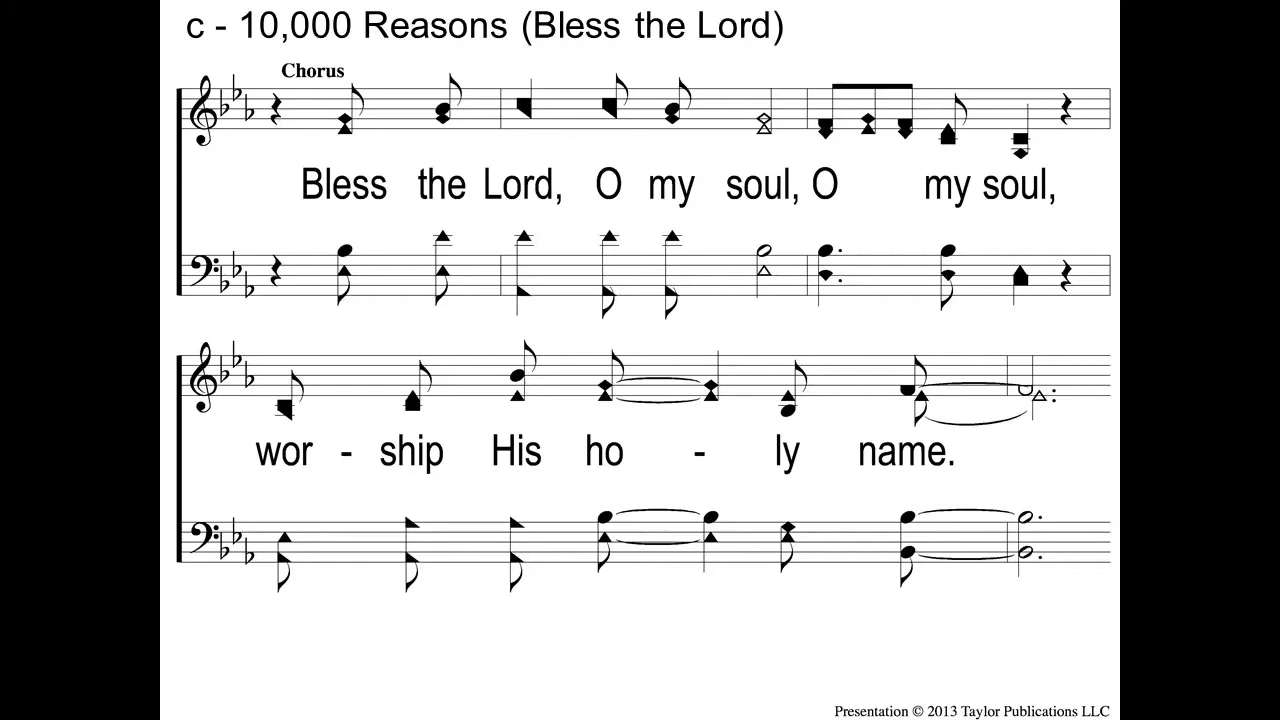 c - 10,000 Reasons (Bless the Lord)
Chorus
Bless the Lord, O my soul, O my soul,
wor - ship His ho - ly name.
Presentation © 2013 Taylor Publications LLC